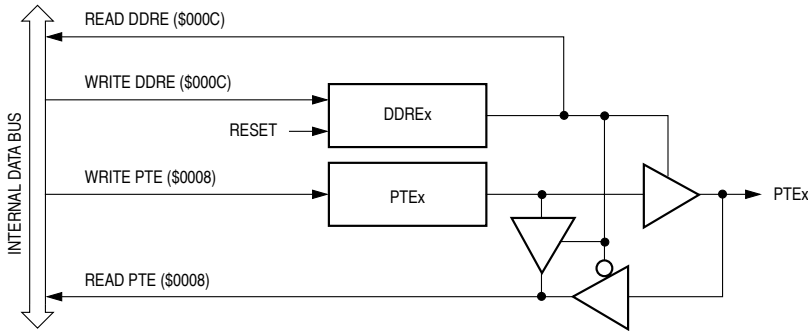 READ DDRE ($000C)
WRITE DDRE ($000C)
DDREx
RESET
WRITE PTE ($0008)
PTEx
PTEx
READ PTE ($0008)
INTERNAL DATA BUS